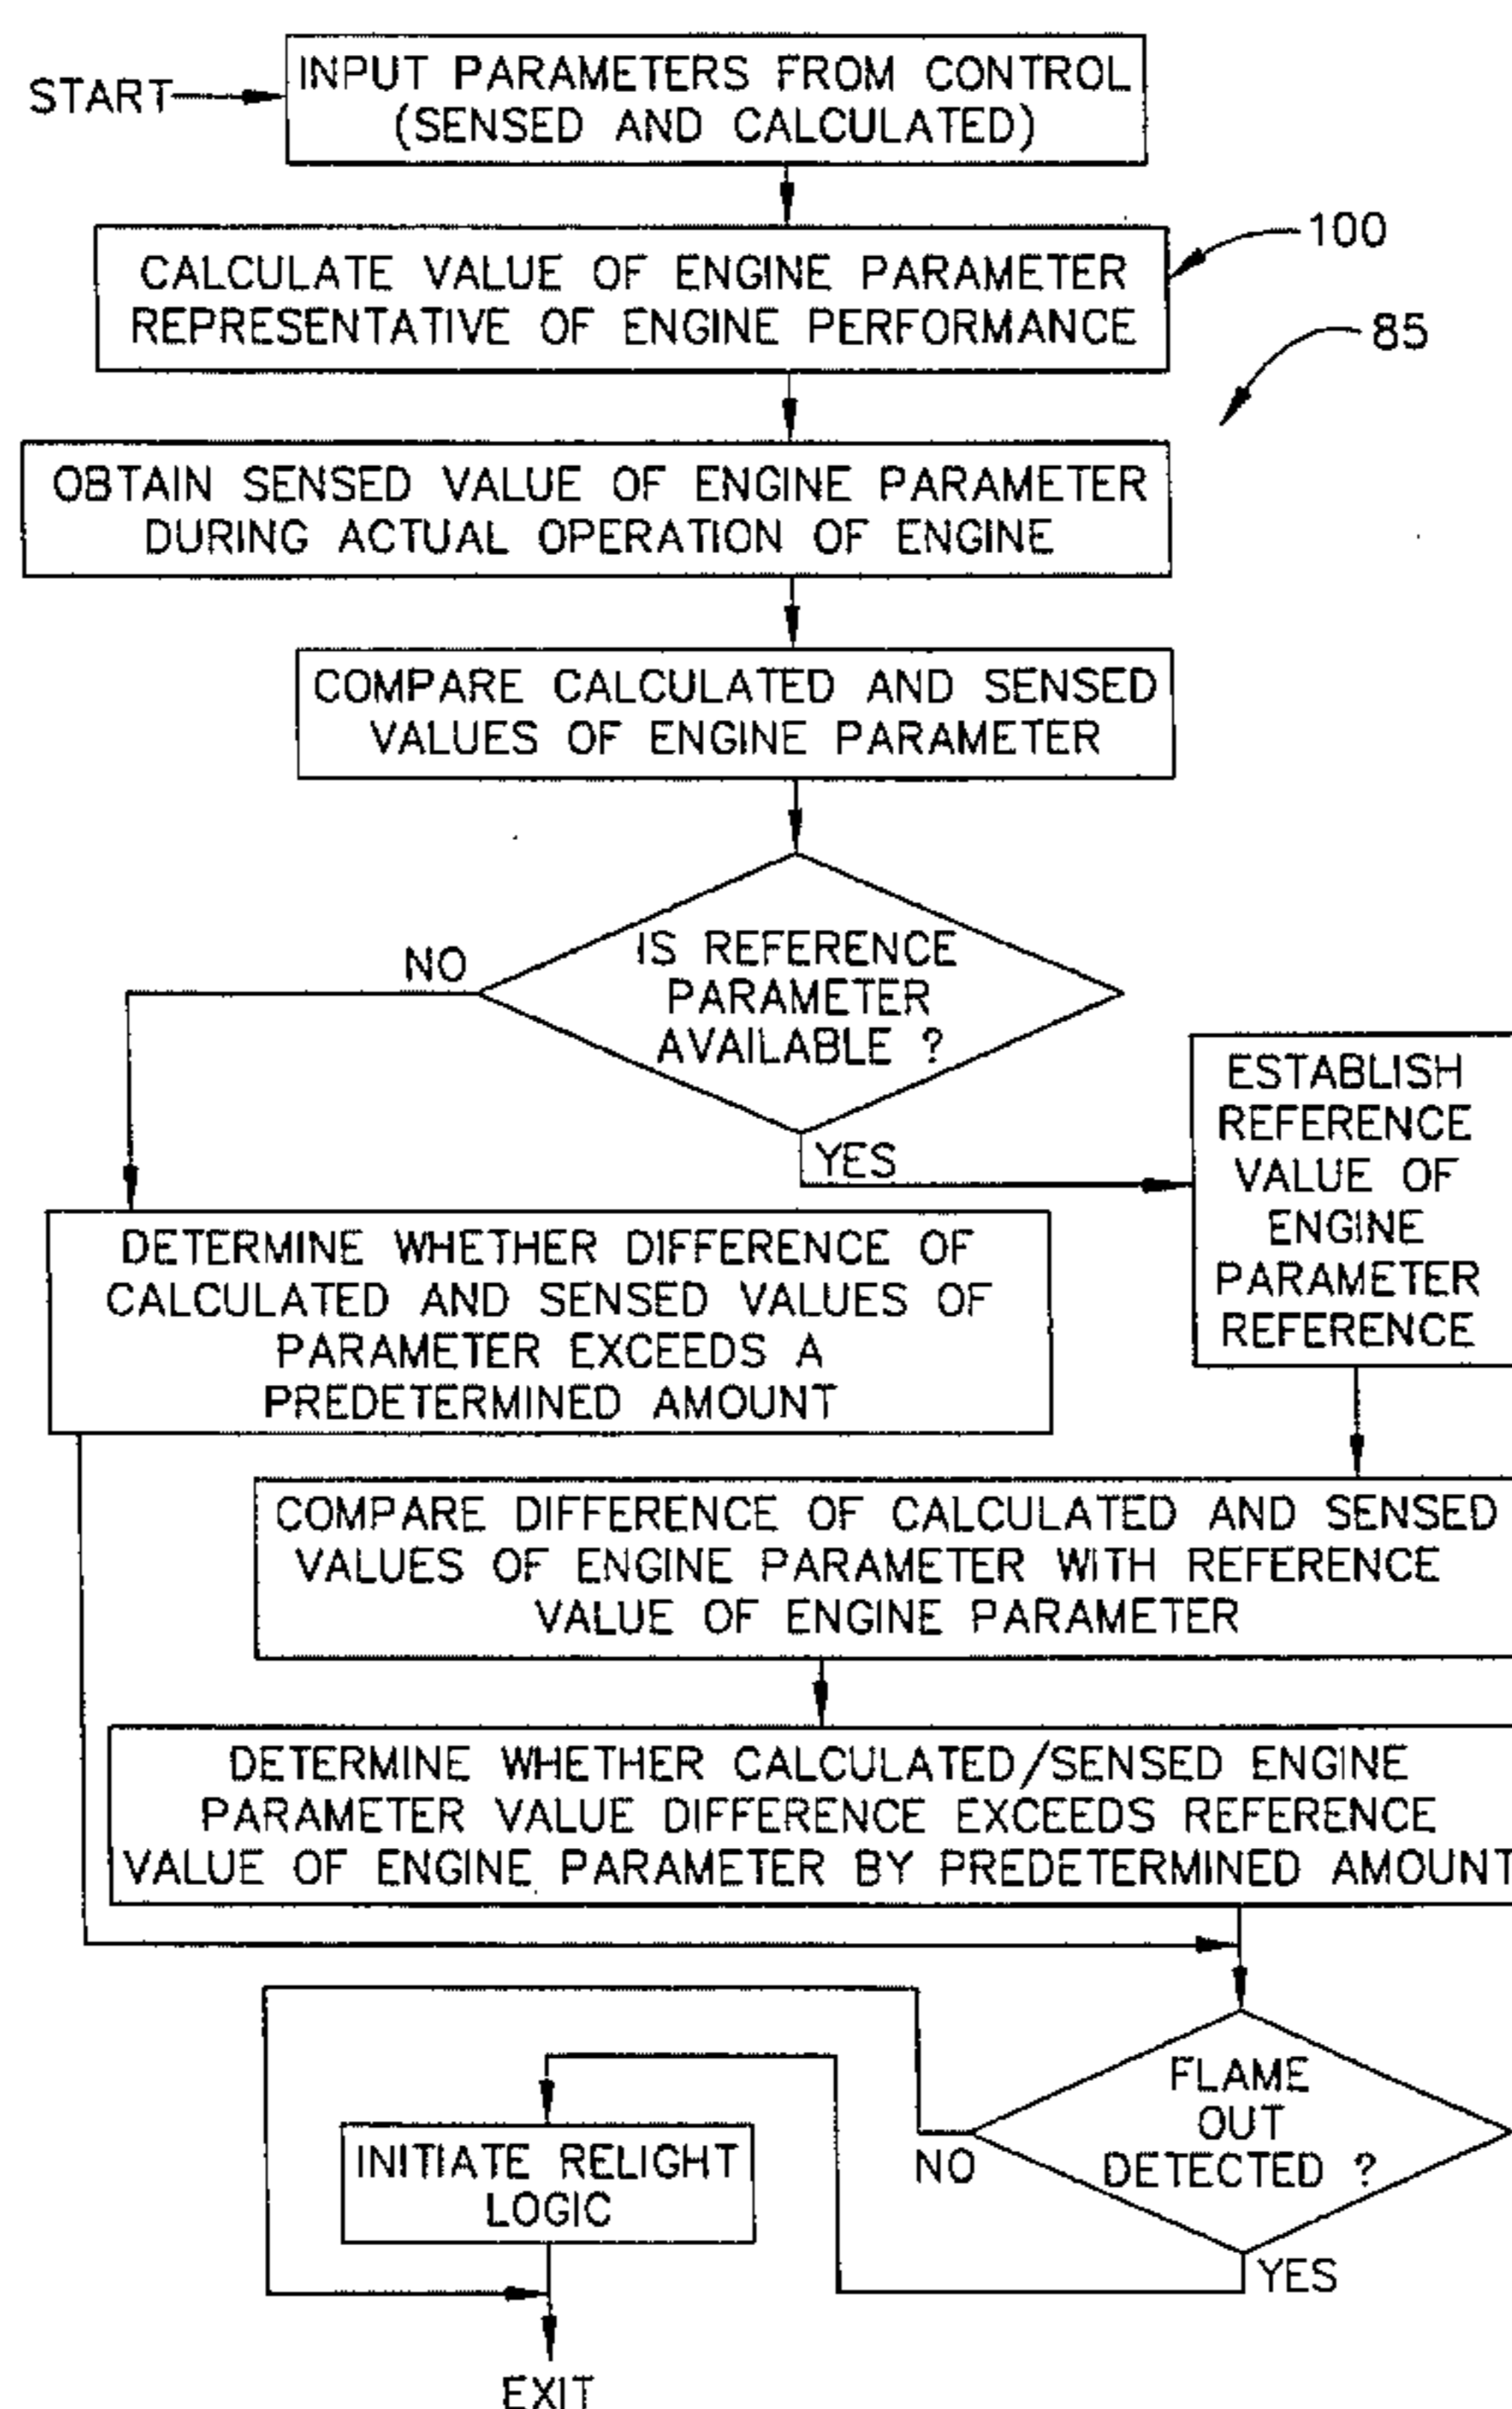 START
INPUT PARAMETERS FROM CONTROL
(SENSED AND CALCULATED)
100
CALCULATE VALUE OF ENGINE PARAMETER
REPRESENTATIVE OF ENGINE PERFORMANCE
85
OBTAIN SENSED VALUE OF ENGINE PARAMETER
DURING ACTUAL OPERATION OF ENGINE
COMPARE CALCULATED AND SENSED
VALUES OF ENGINE PARAMETER
NO
IS REFERENCE
PARAMETER
AVAILABLE ?
YES
ESTABLISH
REFERENCE
VALUE OF
ENGINE
PARAMETER
REFERENCE
DETERMINE WHETHER DIFFERENCE OF
CALCULATED AND SENSED VALUES OF
PARAMETER EXCEEDS A
PREDETERMINED AMOUNT
COMPARE DIFFERENCE OF CALCULATED AND SENSED
VALUES OF ENGINE PARAMETER WITH REFERENCE
VALUE OF ENGINE PARAMETER
DETERMINE WHETHER CALCULATED/SENSED ENGINE
PARAMETER VALUE DIFFERENCE EXCEEDS REFERENCE
VALUE OF ENGINE PARAMETER BY PREDETERMINED AMOUNT
FLAME
OUT
DETECTED ?
NO
YES
INITIATE RELIGHT
LOGIC
EXIT